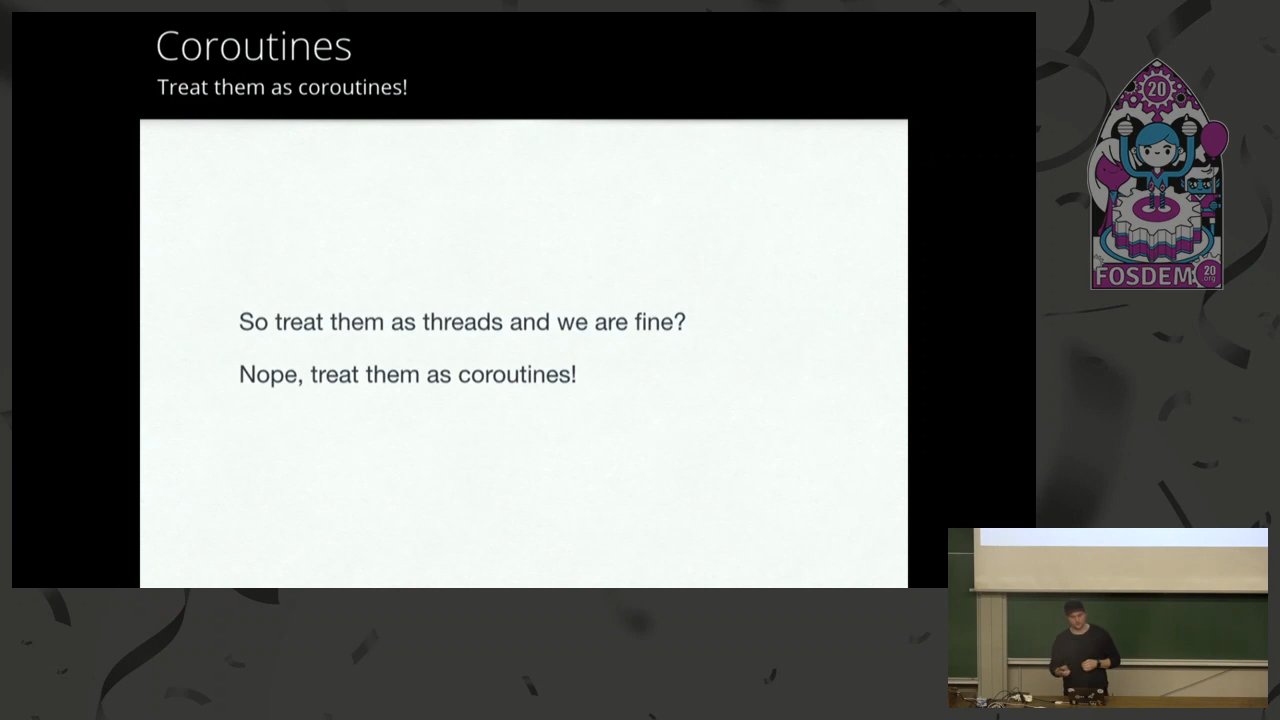 Coroutines
Treat them as coroutines!
So treat them as threads and we are fine?
Nope, treat them as coroutines!
20
FOSDEM
20
.org